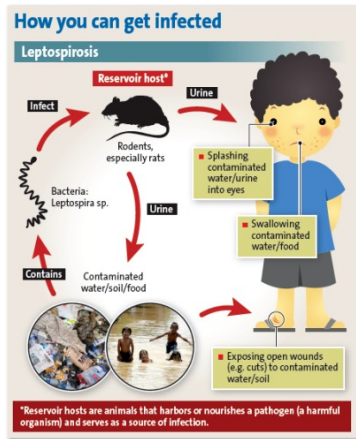 How you can get infected
Leptospirosis
Reservoir host*
Urine
Infect
Rodents,
especially rats
Splashing
contaminated
water/urine
into eyes
Bacteria:
Leptospira sp.
Urine
Swallowing
contaminated
water/food
Contains
Contaminated
water/soil/food
Exposing open wounds
(e.g. cuts) to contaminated
water/soil
*Reservoir hosts are animals that harbors or nourishes a pathogen (a harmful
organism) and serves as a source of infection.